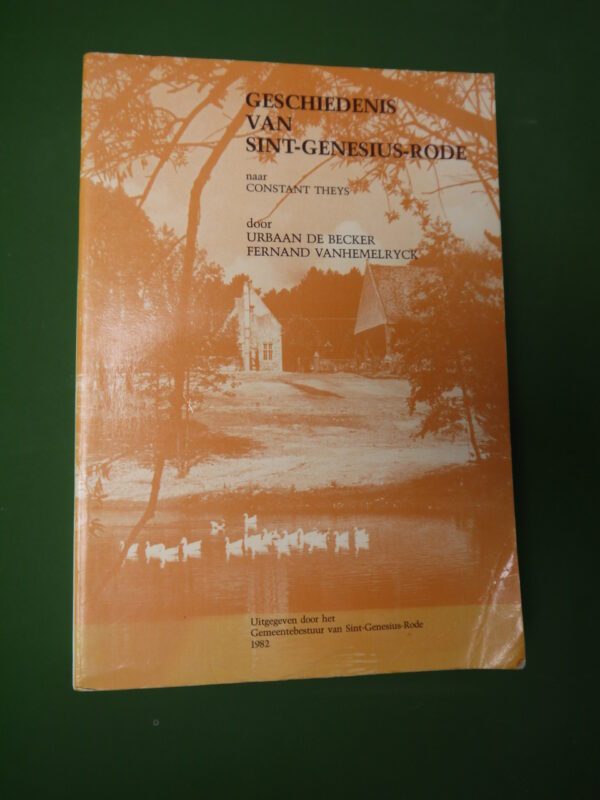 GESCHIEDENIS
VAN
SINT-GENESIUS-RODE
naar
CONSTANT THEYS
door
URBAAN DE BECKER
FERNAND VANHEMELRYCK
Uitgegeven door het
Gemeentebestuur van Sint-Genesius-Rode
1982